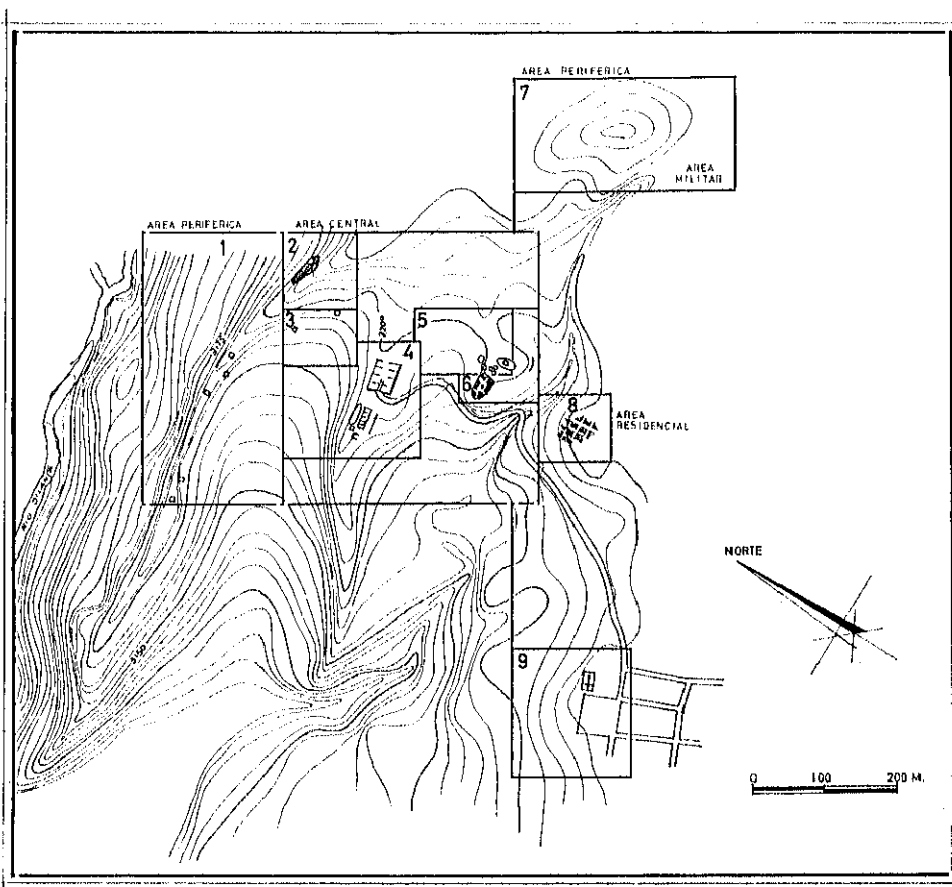 AREA PERIFERICA
7
AREA
MILITAR
AREA PERIFERICA
1
AREA CENTRAL
2
3
4
5
6
8
AREA
RESIDENCIAL
NORTE
9
0 100 200 M.